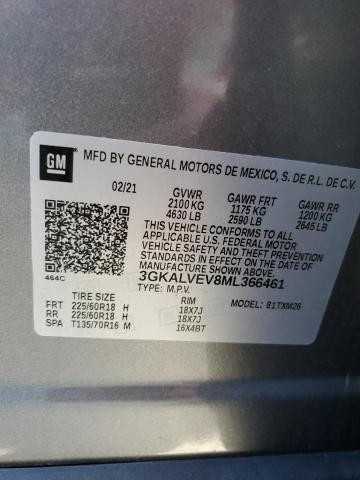 GM
MFD BY GENERAL MOTORS DE MEXICO, S. DE R.L. DE C.V.
02/21 GVWR GAWR FRT GAWR RR
2100 KG 1175 KG 1200 KG
4630 LB 2590 LB 2645 LB
THIS VEHICLE CONFORMS TO ALL APPLICABLE
U.S. FEDERAL MOTOR VEHICLE SAFETY, BUMPER, AND
THEFT PREVENTION STANDARDS IN EFFECT ON THE
DATE OF MANUFACTURE SHOWN ABOVE.
464C
3GKALVEV8ML366461
TYPE: M.P.V. MODEL: 81TXM26
TIRE SIZE RIM
FRT 225/60R18 H 18X7J
RR 225/60R18 H 18X7J
SPA T135/70R16 M 16X4BT